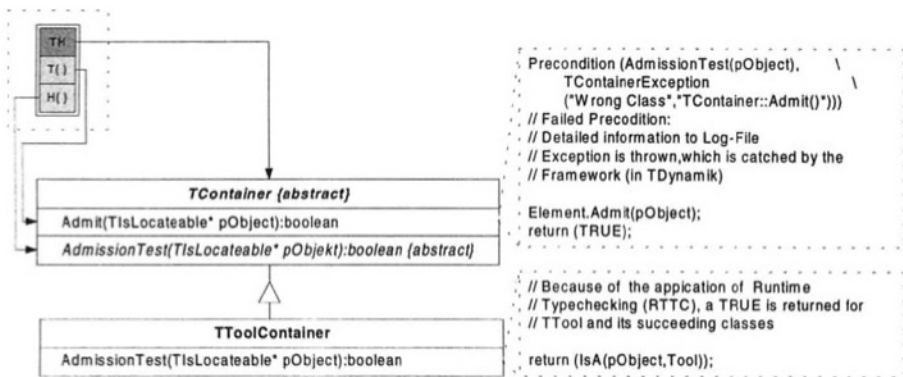 TH
T()
H()
TContainer {abstract}
Admit(TIsLocateable* pObject):boolean
AdmissionTest(TIsLocateable* pObjekt):boolean {abstract}
TToolContainer
AdmissionTest(TIsLocateable* pObject):boolean
Precondition (AdmissionTest(pObject), \
TContainerException \
("Wrong Class","TContainer::Admit()")))
// Failed Precodition:
// Detailed information to Log-File
// Exception is thrown,which is catched by the
// Framework (in TDynamik)
Element.Admit(pObject);
return (TRUE);
// Because of the appication of Runtime
// Typechecking (RTTC), a TRUE is returned for
// TTool and its succeeding classes
return (IsA(pObject,Tool));